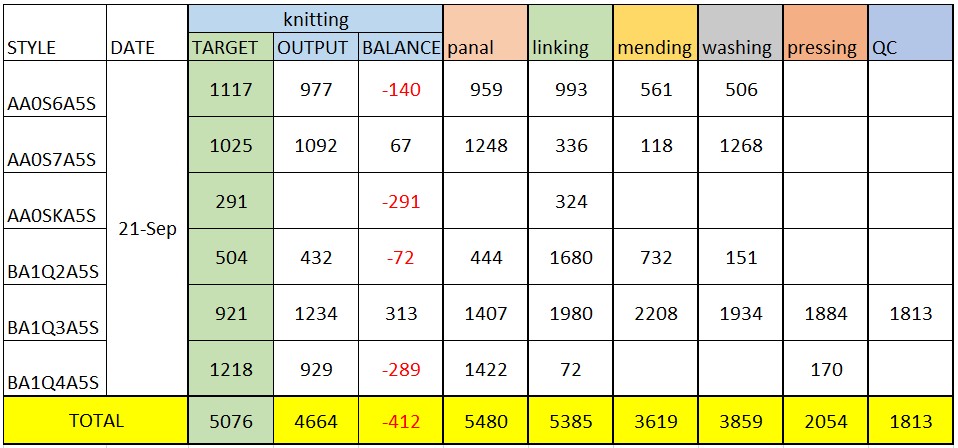 knitting
STYLE DATE TARGET OUTPUT BALANCE panal linking mending washing pressing QC
AA0S6A5S 1117 977 -140 959 993 561 506
AA0S7A5S 1025 1092 67 1248 336 118 1268
AA0SKA5S 291 -291 324
21-Sep
BA1Q2A5S 504 432 -72 444 1680 732 151
BA1Q3A5S 921 1234 313 1407 1980 2208 1934 1884 1813
BA1Q4A5S 1218 929 -289 1422 72 170
TOTAL 5076 4664 -412 5480 5385 3619 3859 2054 1813